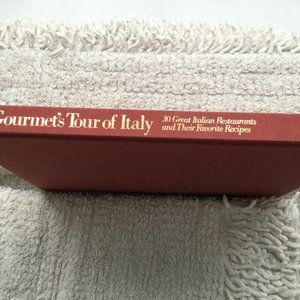 Gourmet's Tour of Italy
30 Great Italian Restaurants
and Their Favorite Recipes